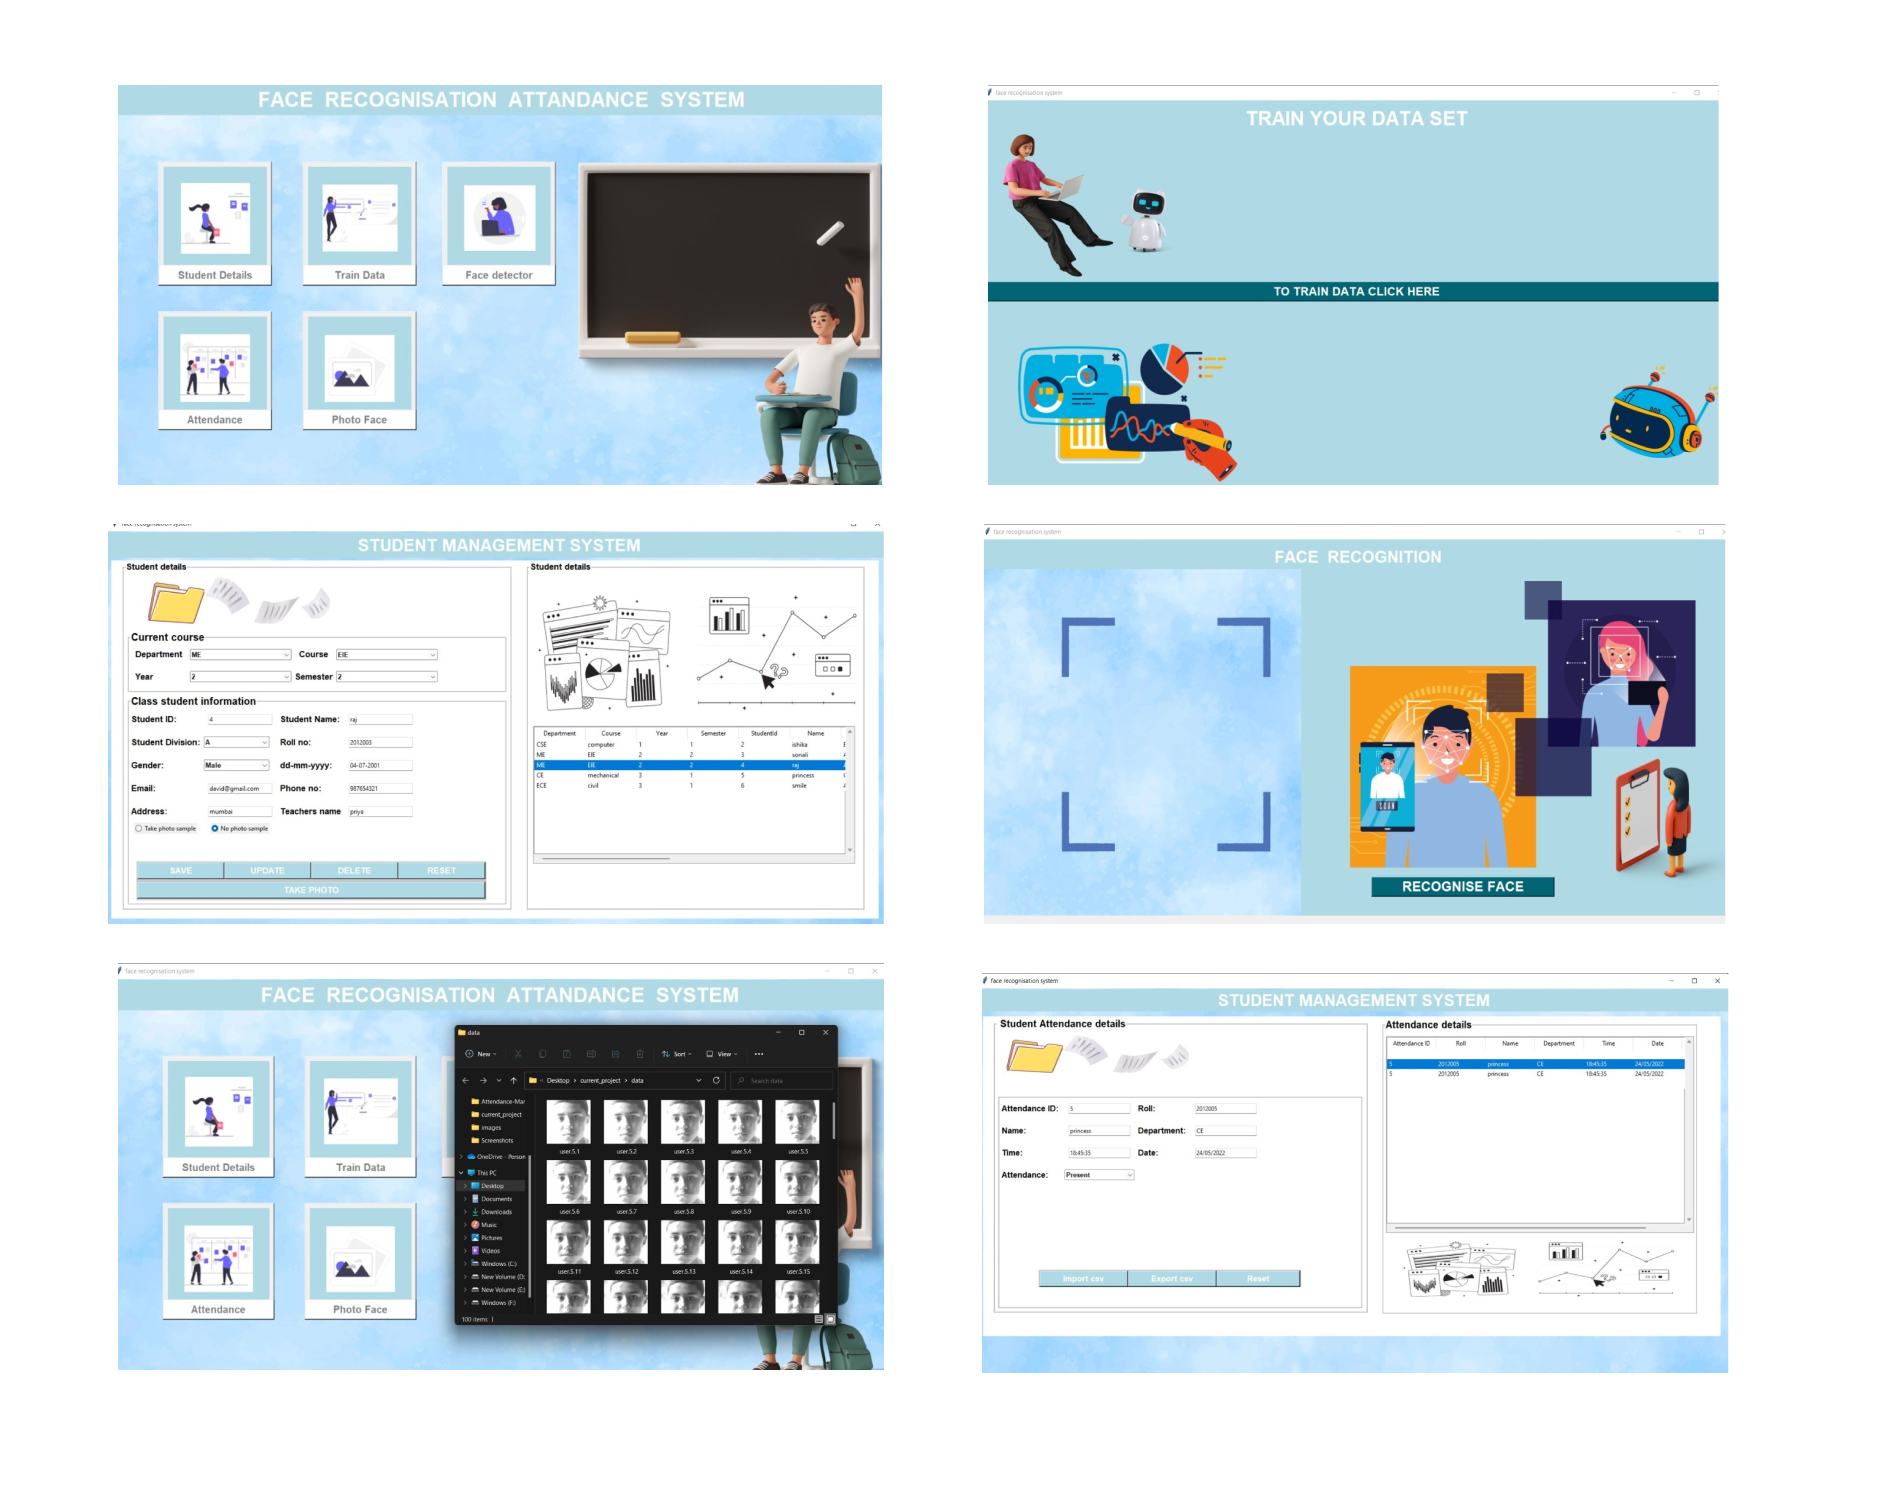 FACE RECOGNISATION ATTANDANCE SYSTEM
Student Details
Train Data
Face detector
Attendance
Photo Face
face recognisation system
TRAIN YOUR DATA SET
TO TRAIN DATA CLICK HERE
face recognisation system
STUDENT MANAGEMENT SYSTEM
Student details
Current course
Department ME Course EIE
Year 2 Semester 2
Class student information
Student ID: 4 Student Name: raj
Student Division: A Roll no: 2012003
Gender: Male dd-mm-yyyy: 04-07-2001
Email: david@gmail.com Phone no: 987654321
Address: mumbai Teachers name priya
Take photo sample No photo sample
SAVE UPDATE DELETE RESET
TAKE PHOTO
Student details
Department Course Year Semester StudentId Name
CSE computer 1 1 2 ishika
ME EIE 2 2 3 sonali
ME EIE 2 2 4 raj
CE mechanical 3 1 5 princess
ECE civil 3 1 6 smile
face recognisation system
FACE RECOGNITION
SCAN
RECOGNISE FACE
face recognisation system
FACE RECOGNISATION ATTANDANCE SYSTEM
Student Details
Train Data
Attendance
Photo Face
data
New Sort View
Desktop > current_project > data Search data
Attendance-Mar
current_project
images
Screenshots
OneDrive - Person
This PC
Desktop
Documents
Downloads
Music
Pictures
Videos
Windows (C:)
New Volume (D:
New Volume (E:)
Windows (F:)
user.5.1 user.5.2 user.5.3 user.5.4 user.5.5
user.5.6 user.5.7 user.5.8 user.5.9 user.5.10
user.5.11 user.5.12 user.5.13 user.5.14 user.5.15
100 items
face recognisation system
STUDENT MANAGEMENT SYSTEM
Student Attendance details
Attendance ID: 5 Roll: 2012005
Name: princess Department: CE
Time: 18:45:35 Date: 24/05/2022
Attendance: Present
Import csv Export csv Reset
Attendance details
Attendance ID Roll Name Department Time Date
5 2012005 princess CE 18:45:35 24/05/2022
5 2012005 princess CE 18:45:35 24/05/2022